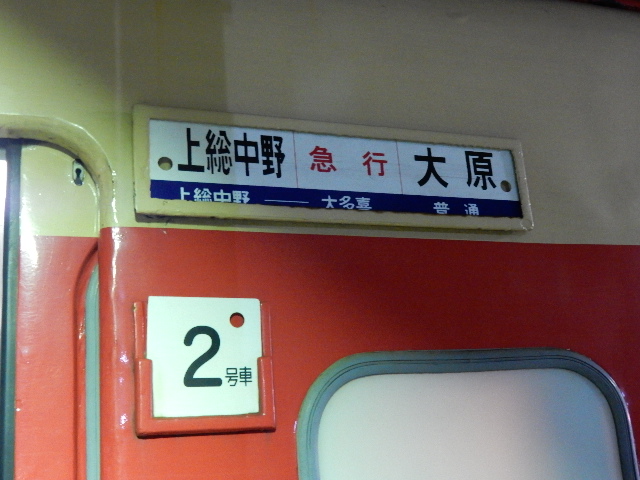 上総中野 急行 大原
上総中野 ── 大多喜 普通
2号車